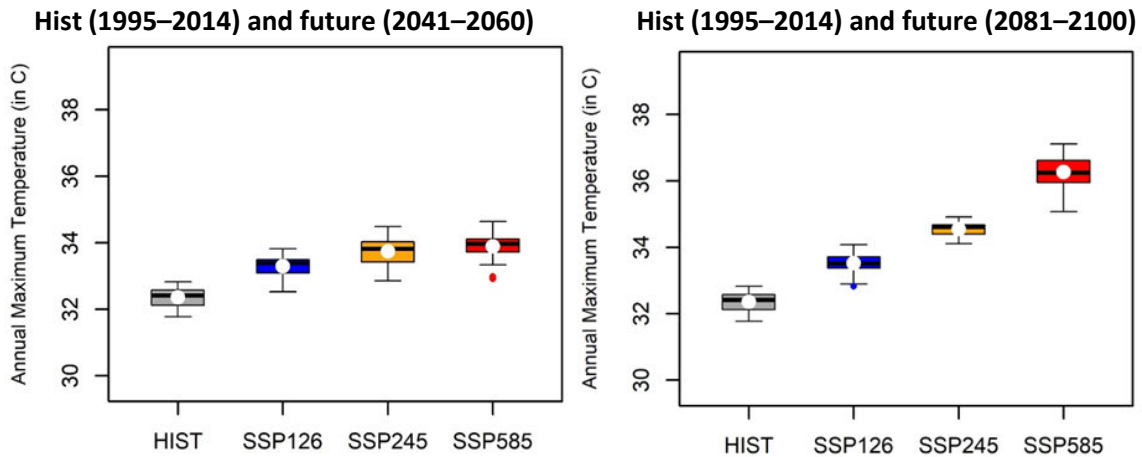 Hist (1995–2014) and future (2041–2060)
Annual Maximum Temperature (in C)
38
36
34
32
30
HIST SSP126 SSP245 SSP585
Hist (1995–2014) and future (2081–2100)
Annual Maximum Temperature (in C)
38
36
34
32
30
HIST SSP126 SSP245 SSP585